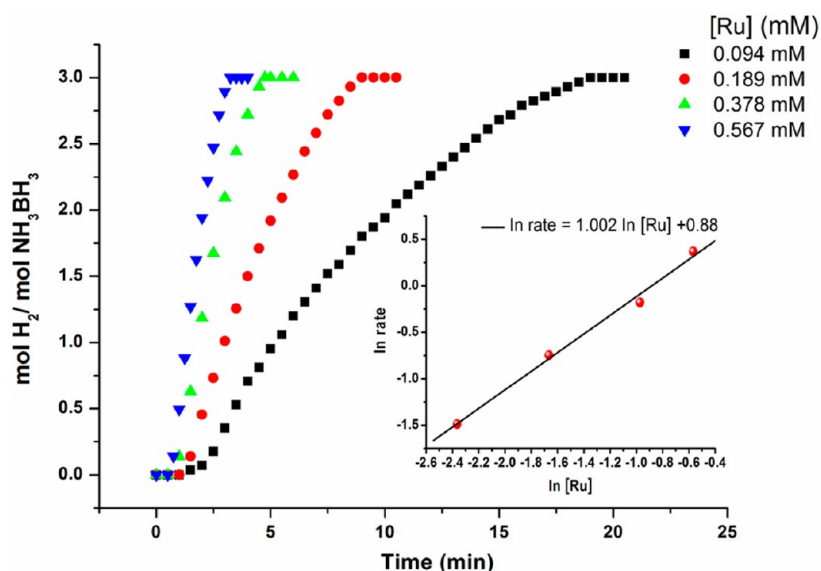 [Ru] (mM)
0.094 mM
0.189 mM
0.378 mM
0.567 mM
mol H2/ mol NH3BH3
3.0
2.5
2.0
1.5
1.0
0.5
0.0
0
5
10
15
20
25
Time (min)
ln rate = 1.002 ln [Ru] +0.88
ln rate
0.5
0.0
-0.5
-1.0
-1.5
-2.6 -2.4 -2.2 -2.0 -1.8 -1.6 -1.4 -1.2 -1.0 -0.8 -0.6 -0.4
ln [Ru]